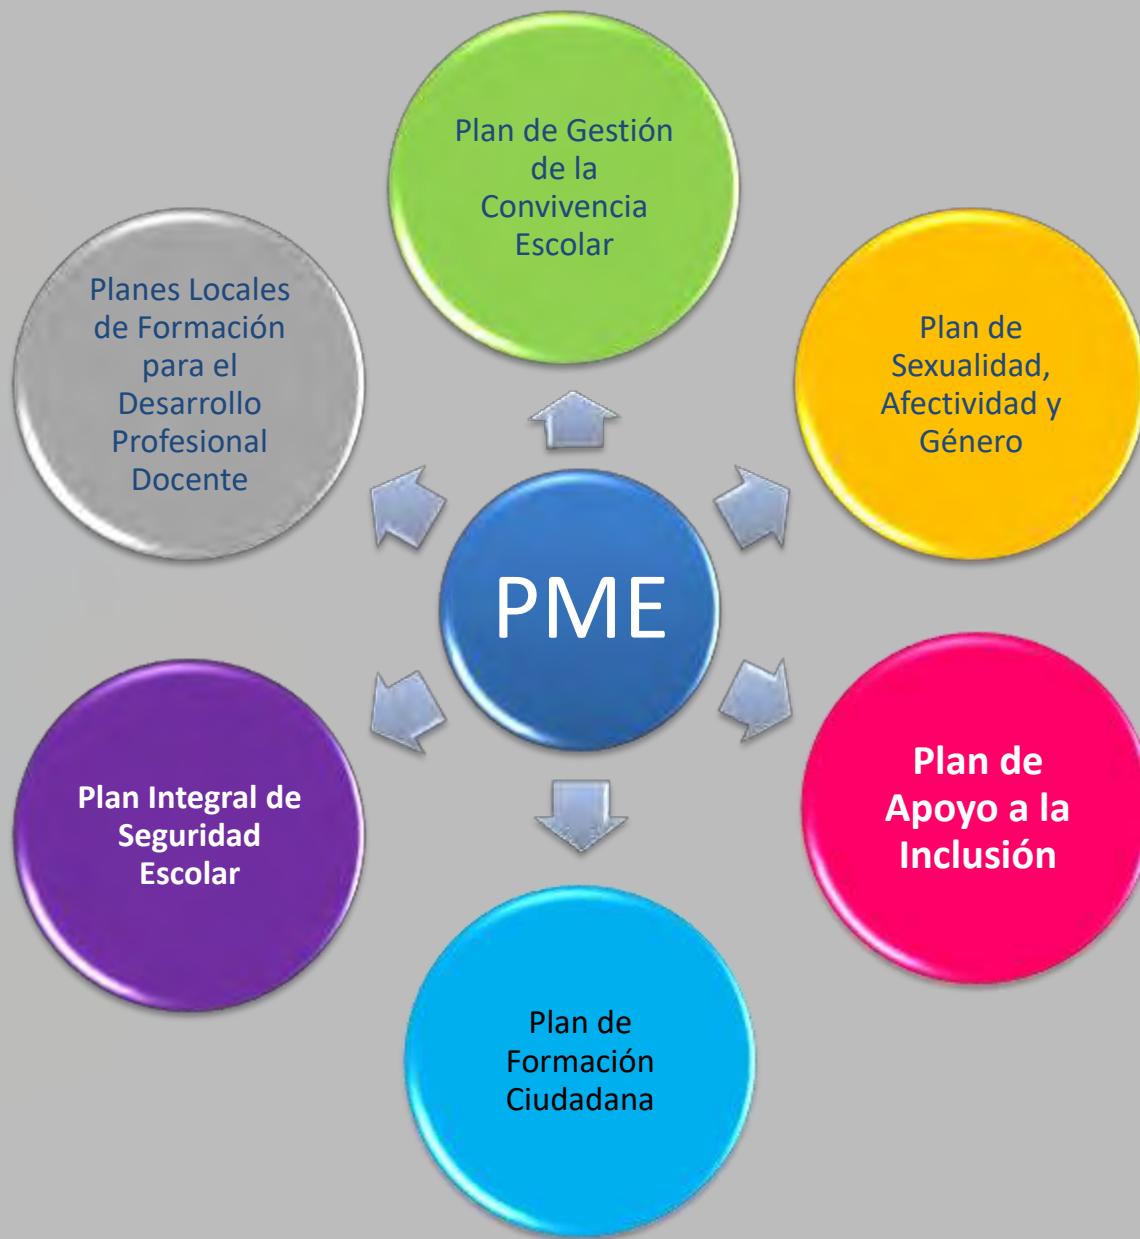 Plan de Gestión
de la
Convivencia
Escolar
Planes Locales
de Formación
para el
Desarrollo
Profesional
Docente
Plan de
Sexualidad,
Afectividad y
Género
PME
Plan Integral de
Seguridad
Escolar
Plan de
Apoyo a la
Inclusión
Plan de
Formación
Ciudadana